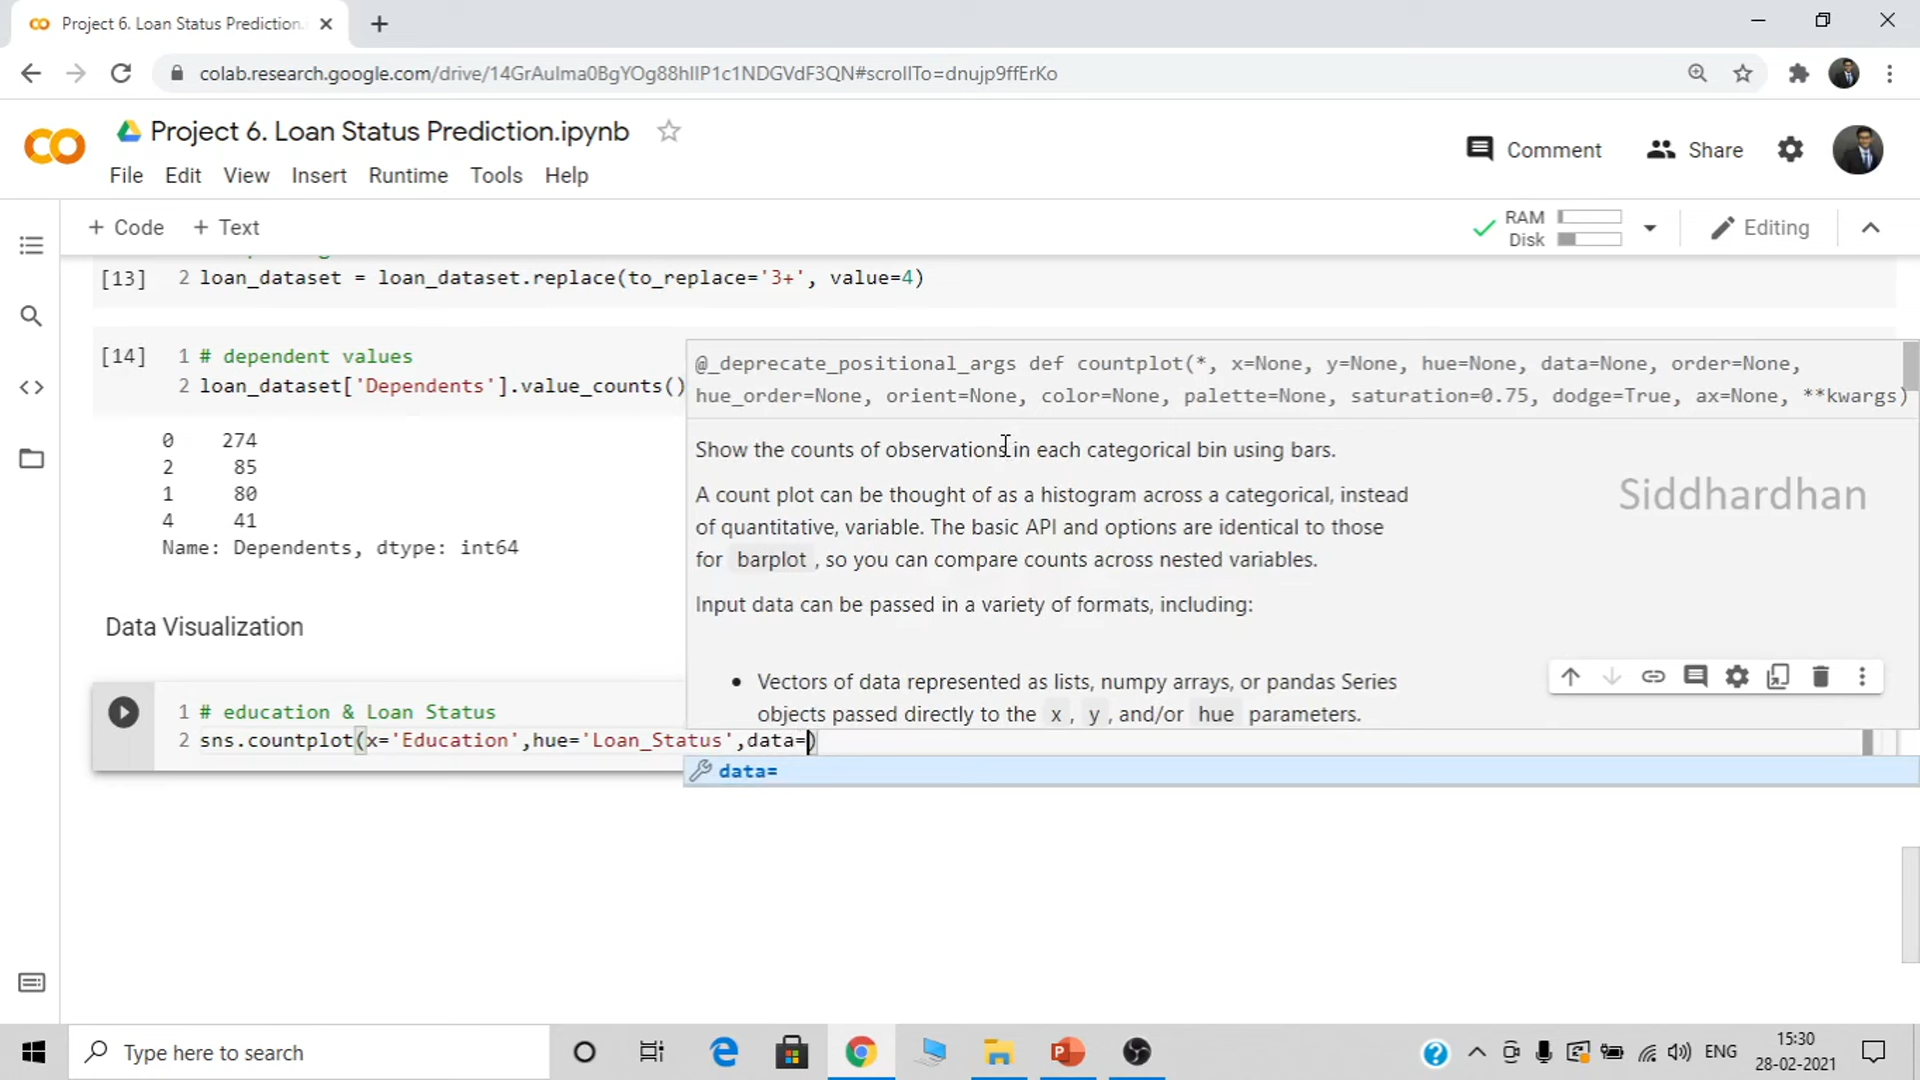 Project 6. Loan Status Prediction.
colab.research.google.com/drive/14GrAuIma0BgYOg88hIIP1c1NDGVdF3QN#scrollTo=dnujp9ffErKo
Project 6. Loan Status Prediction.ipynb
Comment
Share
File Edit View Insert Runtime Tools Help
+ Code + Text
RAM
Disk
Editing
[13] 2 loan_dataset = loan_dataset.replace(to_replace='3+', value=4)
[14] 1 # dependent values
2 loan_dataset['Dependents'].value_counts()
@_deprecate_positional_args def countplot(*, x=None, y=None, hue=None, data=None, order=None,
hue_order=None, orient=None, color=None, palette=None, saturation=0.75, dodge=True, ax=None, **kwargs)
0 274
2 85
1 80
4 41
Name: Dependents, dtype: int64
Show the counts of observations in each categorical bin using bars.
A count plot can be thought of as a histogram across a categorical, instead
of quantitative, variable. The basic API and options are identical to those
for barplot , so you can compare counts across nested variables.
Input data can be passed in a variety of formats, including:
• Vectors of data represented as lists, numpy arrays, or pandas Series
objects passed directly to the x , y , and/or hue parameters.
Siddhardhan
Data Visualization
1 # education & Loan Status
2 sns.countplot(x='Education',hue='Loan_Status',data=)
data=
Type here to search
ENG
15:30
28-02-2021